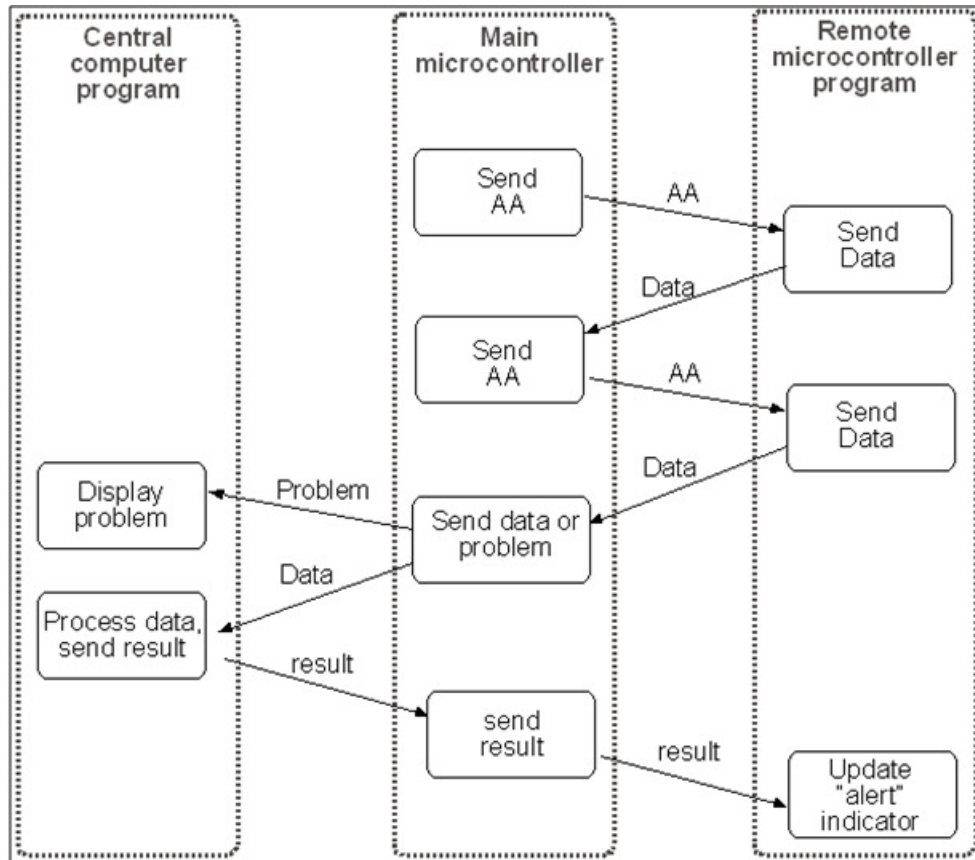 Central
computer
program
Main
microcontroller
Remote
microcontroller
program
Send
AA
AA
Send
Data
Data
Send
AA
AA
Send
Data
Data
Display
problem
Problem
Send data or
problem
Data
Process data,
send result
result
send
result
result
Update
"alert"
indicator